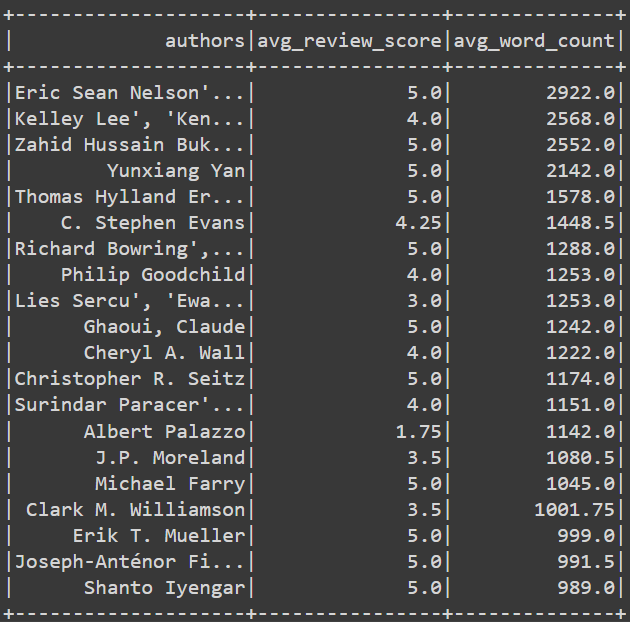 +--------------------+----------------+--------------+
|             authors|avg_review_score|avg_word_count|
+--------------------+----------------+--------------+
|Eric Sean Nelson'...|             5.0|        2922.0|
|Kelley Lee', 'Ken...|             4.0|        2568.0|
|Zahid Hussain Buk...|             5.0|        2552.0|
|        Yunxiang Yan|             5.0|        2142.0|
|Thomas Hylland Er...|             5.0|        1578.0|
|    C. Stephen Evans|            4.25|        1448.5|
|Richard Bowring',...|             5.0|        1288.0|
|    Philip Goodchild|             4.0|        1253.0|
|Lies Sercu', 'Ewa...|             3.0|        1253.0|
|      Ghaoui, Claude|             5.0|        1242.0|
|      Cheryl A. Wall|             4.0|        1222.0|
|Christopher R. Seitz|             5.0|        1174.0|
|Surindar Paracer'...|             4.0|        1151.0|
|      Albert Palazzo|            1.75|        1142.0|
|       J.P. Moreland|             3.5|        1080.5|
|       Michael Farry|             5.0|        1045.0|
| Clark M. Williamson|             3.5|       1001.75|
|     Erik T. Mueller|             5.0|         999.0|
|Joseph-Anténor Fi...|             5.0|         991.5|
|      Shanto Iyengar|             5.0|         989.0|
+--------------------+----------------+--------------+